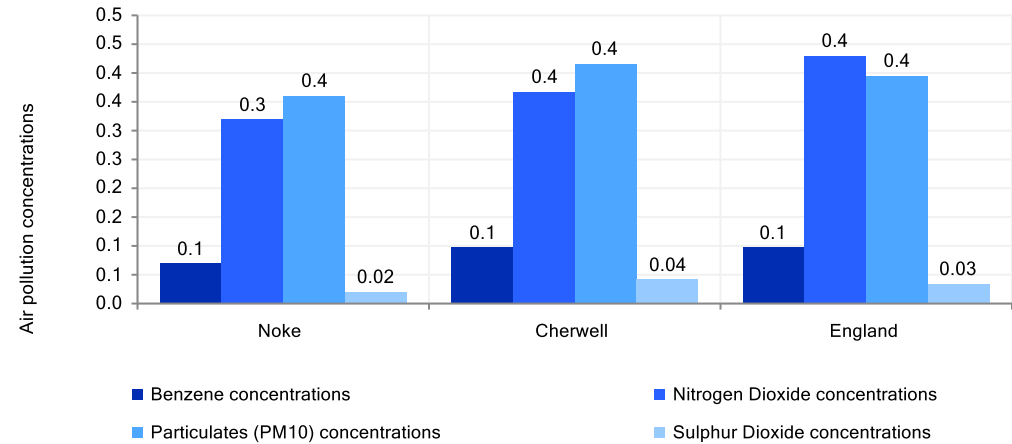 Air pollution concentrations
0.5
0.5
0.4
0.4
0.3
0.3
0.2
0.2
0.1
0.1
0.0
0.1
0.3
0.4
0.02
0.1
0.4
0.4
0.04
0.1
0.4
0.4
0.03
Noke
Cherwell
England
Benzene concentrations
Nitrogen Dioxide concentrations
Particulates (PM10) concentrations
Sulphur Dioxide concentrations